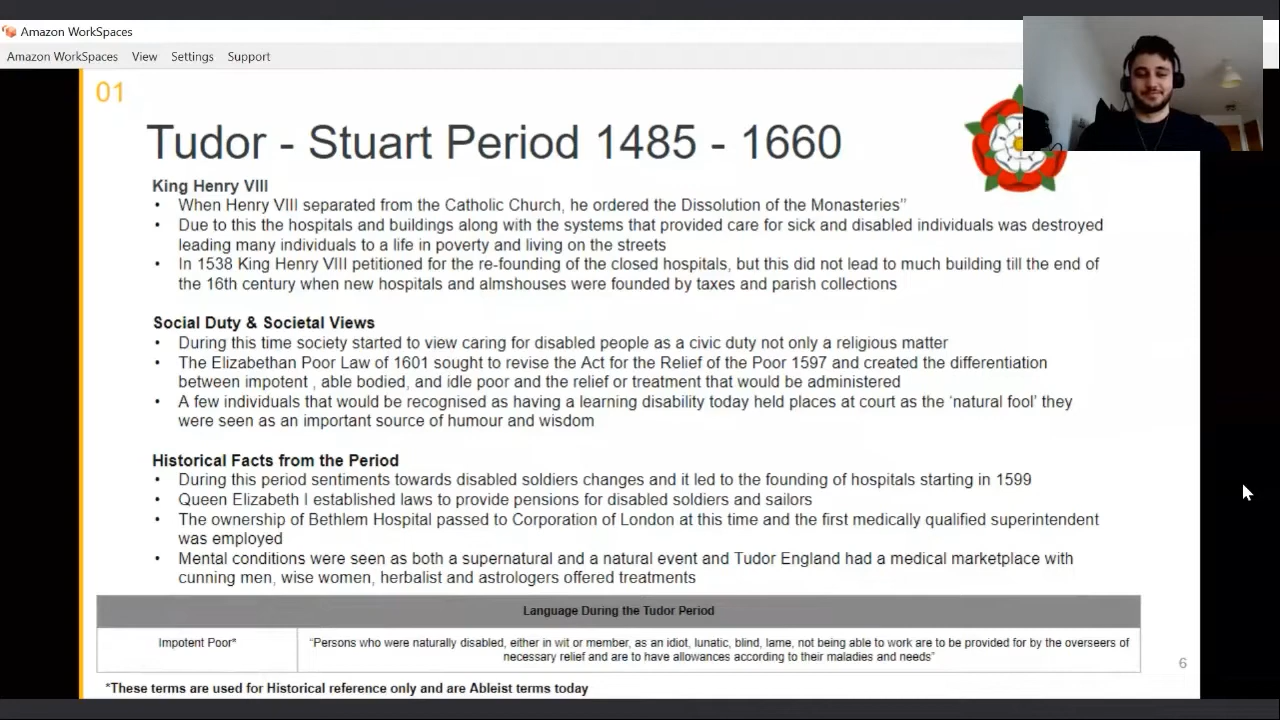 Amazon WorkSpaces
Amazon WorkSpaces View Settings Support
01
Tudor - Stuart Period 1485 - 1660
King Henry VIII
• When Henry VIII separated from the Catholic Church, he ordered the Dissolution of the Monasteries”
• Due to this the hospitals and buildings along with the systems that provided care for sick and disabled individuals was destroyed
leading many individuals to a life in poverty and living on the streets
• In 1538 King Henry VIII petitioned for the re-founding of the closed hospitals, but this did not lead to much building till the end of
the 16th century when new hospitals and almshouses were founded by taxes and parish collections
Social Duty & Societal Views
• During this time society started to view caring for disabled people as a civic duty not only a religious matter
• The Elizabethan Poor Law of 1601 sought to revise the Act for the Relief of the Poor 1597 and created the differentiation
between impotent , able bodied, and idle poor and the relief or treatment that would be administered
• A few individuals that would be recognised as having a learning disability today held places at court as the ‘natural fool’ they
were seen as an important source of humour and wisdom
Historical Facts from the Period
• During this period sentiments towards disabled soldiers changes and it led to the founding of hospitals starting in 1599
• Queen Elizabeth I established laws to provide pensions for disabled soldiers and sailors
• The ownership of Bethlem Hospital passed to Corporation of London at this time and the first medically qualified superintendent
was employed
• Mental conditions were seen as both a supernatural and a natural event and Tudor England had a medical marketplace with
cunning men, wise women, herbalist and astrologers offered treatments
Language During the Tudor Period
Impotent Poor*
“Persons who were naturally disabled, either in wit or member, as an idiot, lunatic, blind, lame, not being able to work are to be provided for by the overseers of
necessary relief and are to have allowances according to their maladies and needs”
6
*These terms are used for Historical reference only and are Ableist terms today